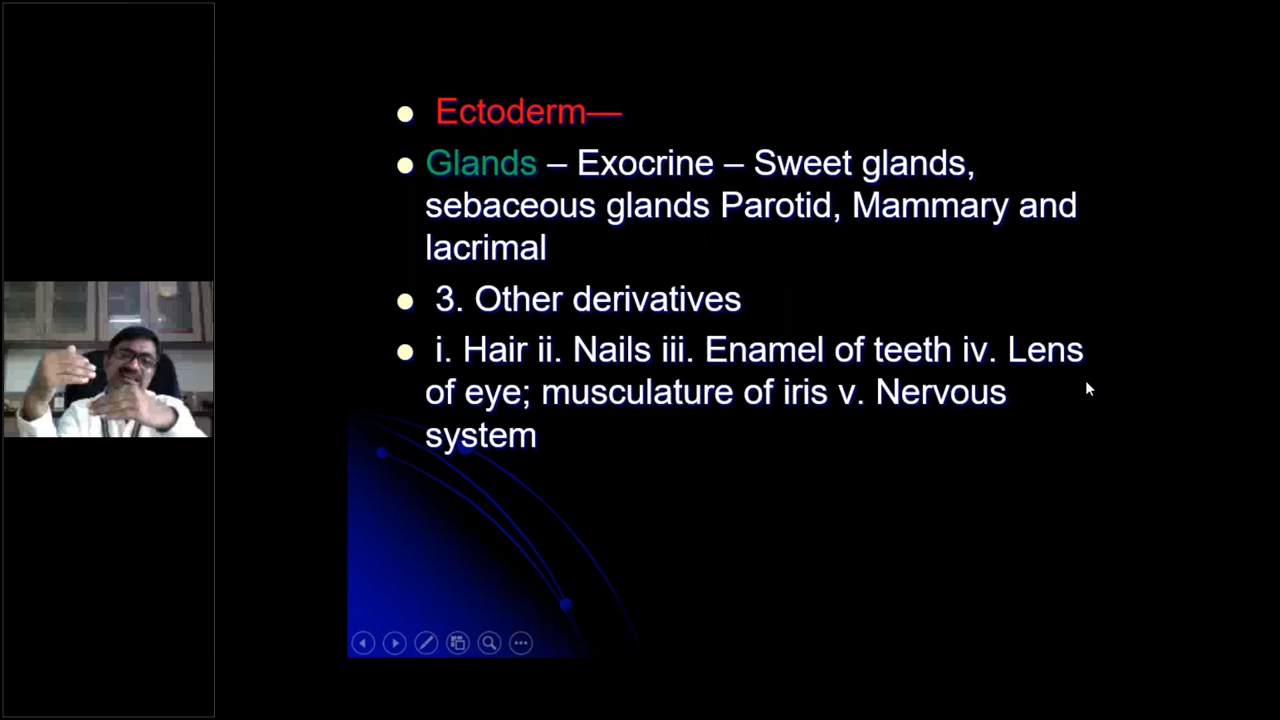 Ectoderm—
Glands – Exocrine – Sweet glands,
sebaceous glands Parotid, Mammary and
lacrimal
3. Other derivatives
i. Hair ii. Nails iii. Enamel of teeth iv. Lens
of eye; musculature of iris v. Nervous
system